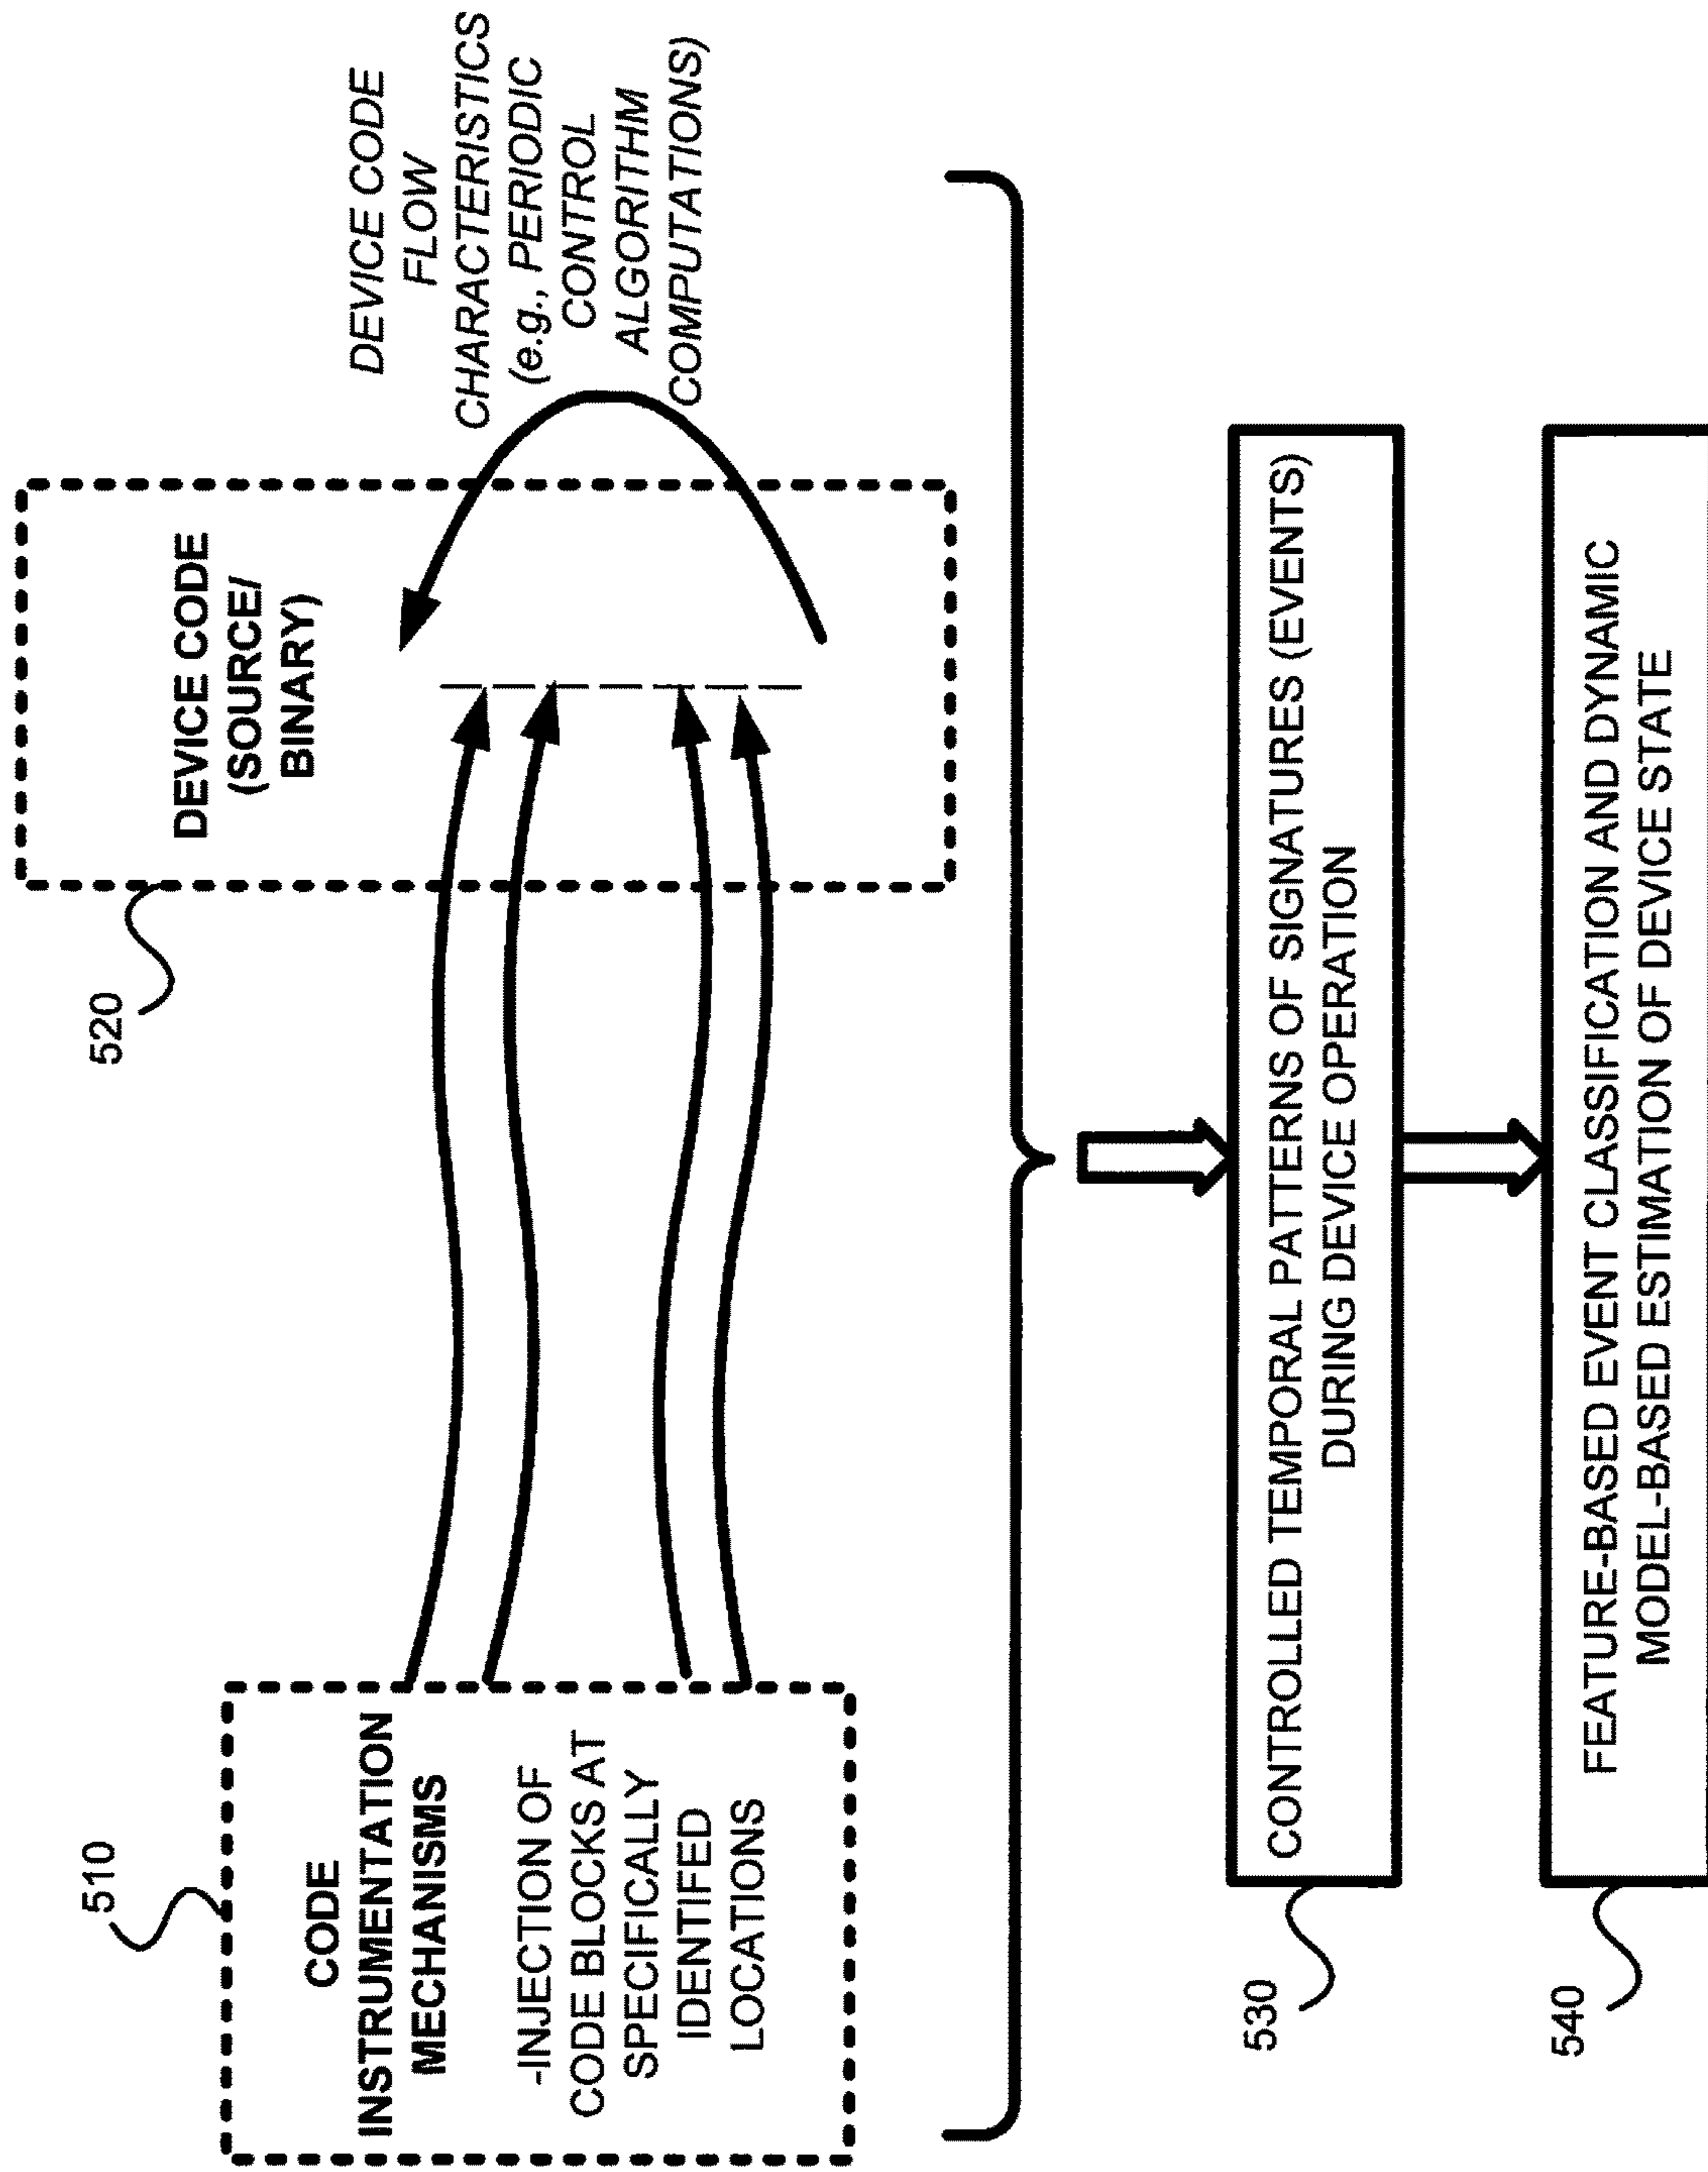 510
CODE
INSTRUMENTATION
MECHANISMS
-INJECTION OF
CODE BLOCKS AT
SPECIFICALLY
IDENTIFED
LOCATIONS
520
DEVICE CODE
(SOURCE/
BINARY)
DEVICE CODE
FLOW
CHARACTERISTICS
(e.g., PERIODIC
CONTROL
ALGORITHM
COMPUTATIONS)
530
CONTROLLED TEMPORAL PATTERNS OF SIGNATURES (EVENTS)
DURING DEVICE OPERATION
540
FEATURE-BASED EVENT CLASSIFICATION AND DYNAMIC
MODEL-BASED ESTIMATION OF DEVICE STATE